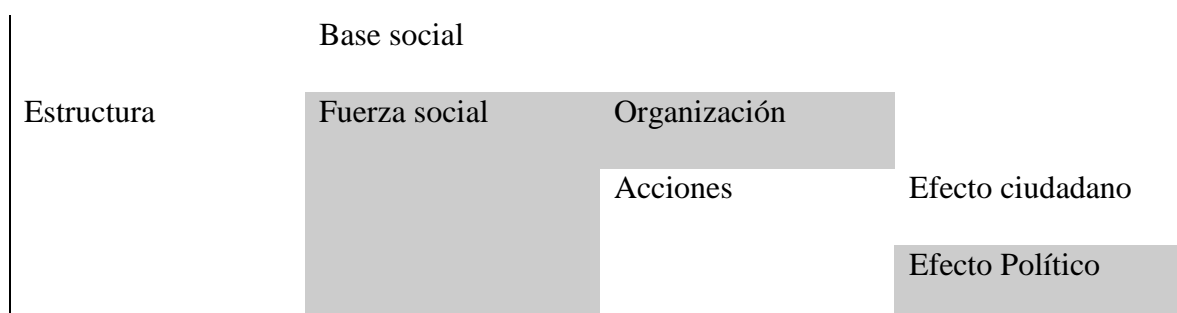 Base social
Estructura Fuerza social Organización
Acciones Efecto ciudadano
Efecto Político